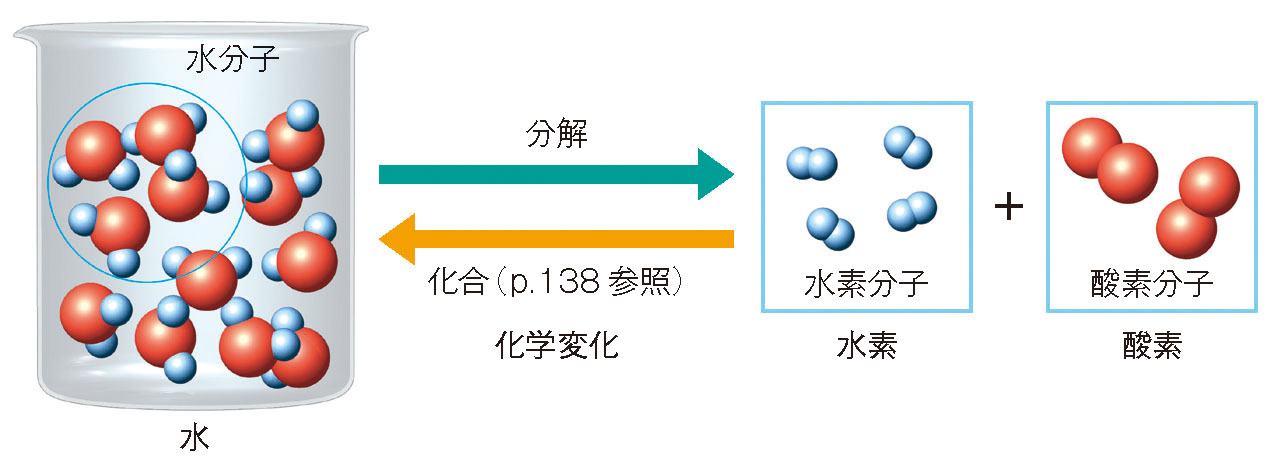 水分子
水
分解
化合（p.138 参照）
化学変化
水素分子
水素
+
酸素分子
酸素